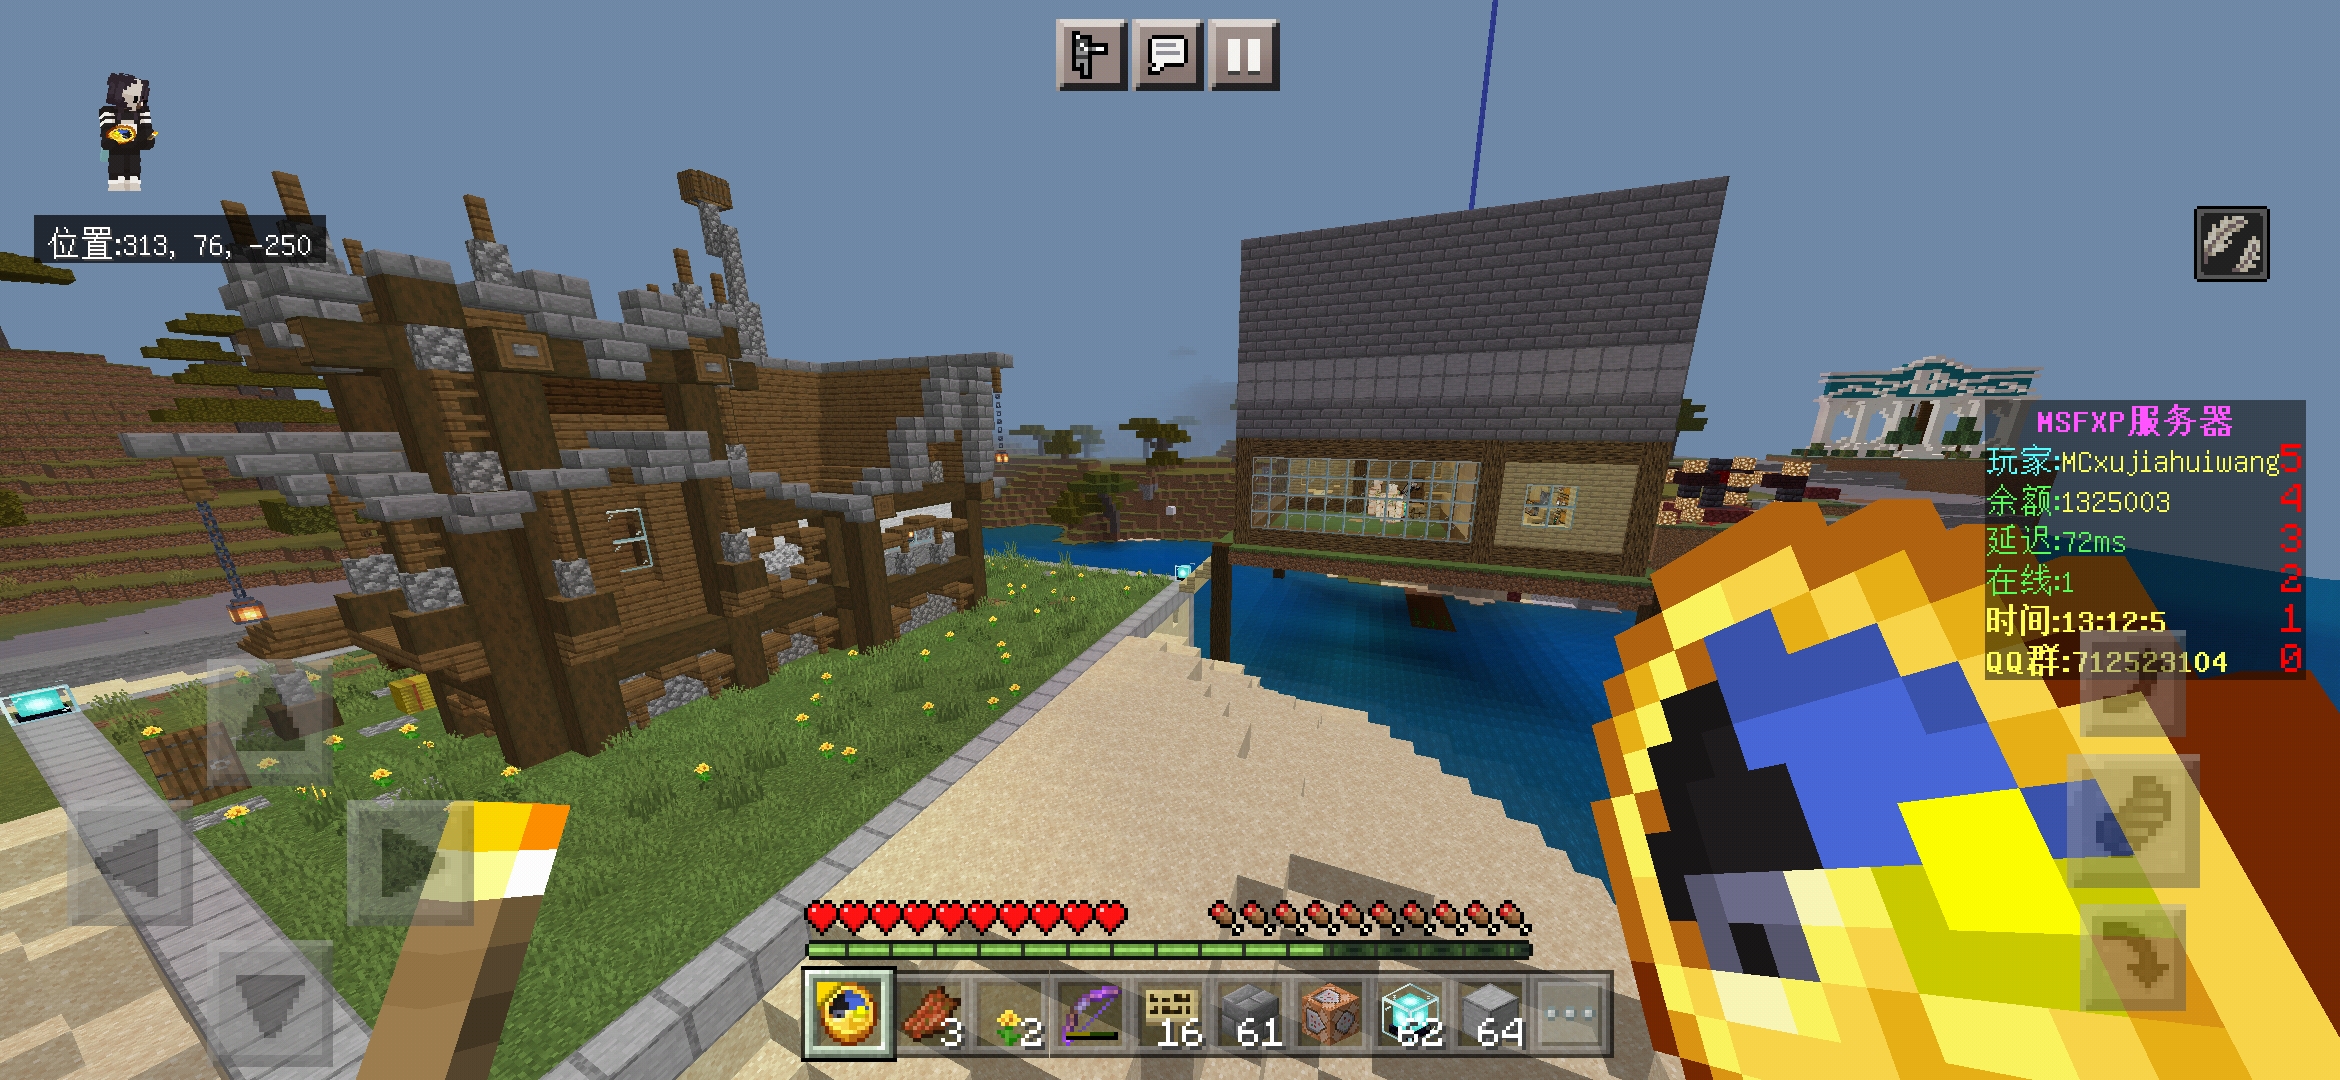 位置:313, 76, -250
MSFXP服务器
玩家:MCxujiahuiwang 5
余额:1325003 4
延迟:72ms 3
在线:1 2
时间:13:12:5 1
QQ群:712523104 0
3 2 16 61 62 64